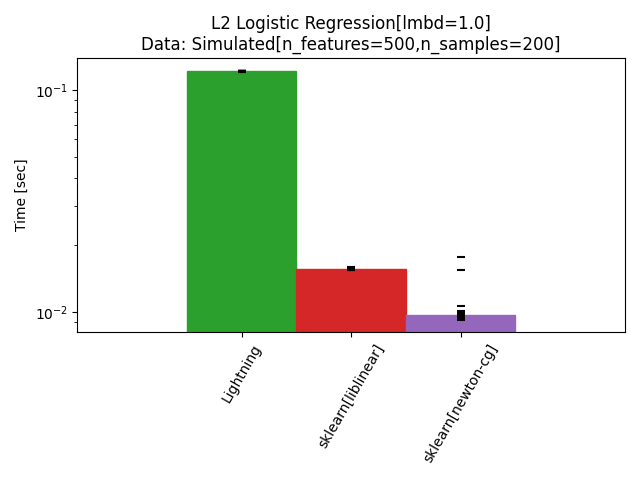 L2 Logistic Regression[lmbd=1.0]
Data: Simulated[n_features=500,n_samples=200]
Time [sec]
10⁻¹
10⁻²
Lightning
sklearn[liblinear]
sklearn[newton-cg]